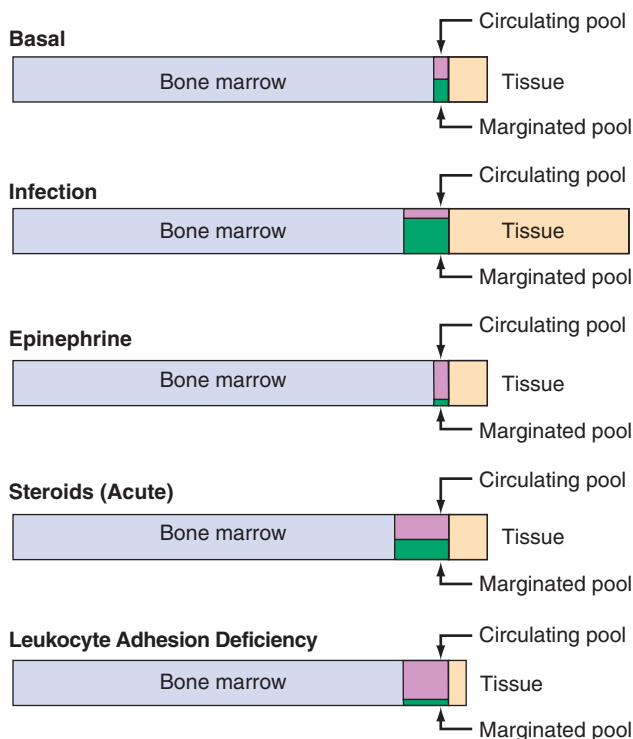 Circulating pool
Basal
Bone marrow
Tissue
Marginated pool
Circulating pool
Infection
Bone marrow
Tissue
Marginated pool
Circulating pool
Epinephrine
Bone marrow
Tissue
Marginated pool
Circulating pool
Steroids (Acute)
Bone marrow
Tissue
Marginated pool
Circulating pool
Leukocyte Adhesion Deficiency
Bone marrow
Tissue
Marginated pool